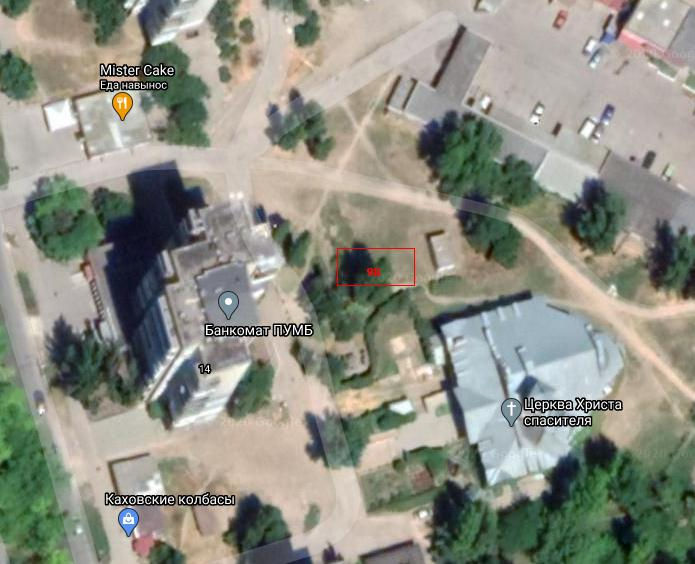 Mister Cake
Еда навынос
98
Банкомат ПУМБ
14
Церква Христа
спасителя
Каховские колбасы